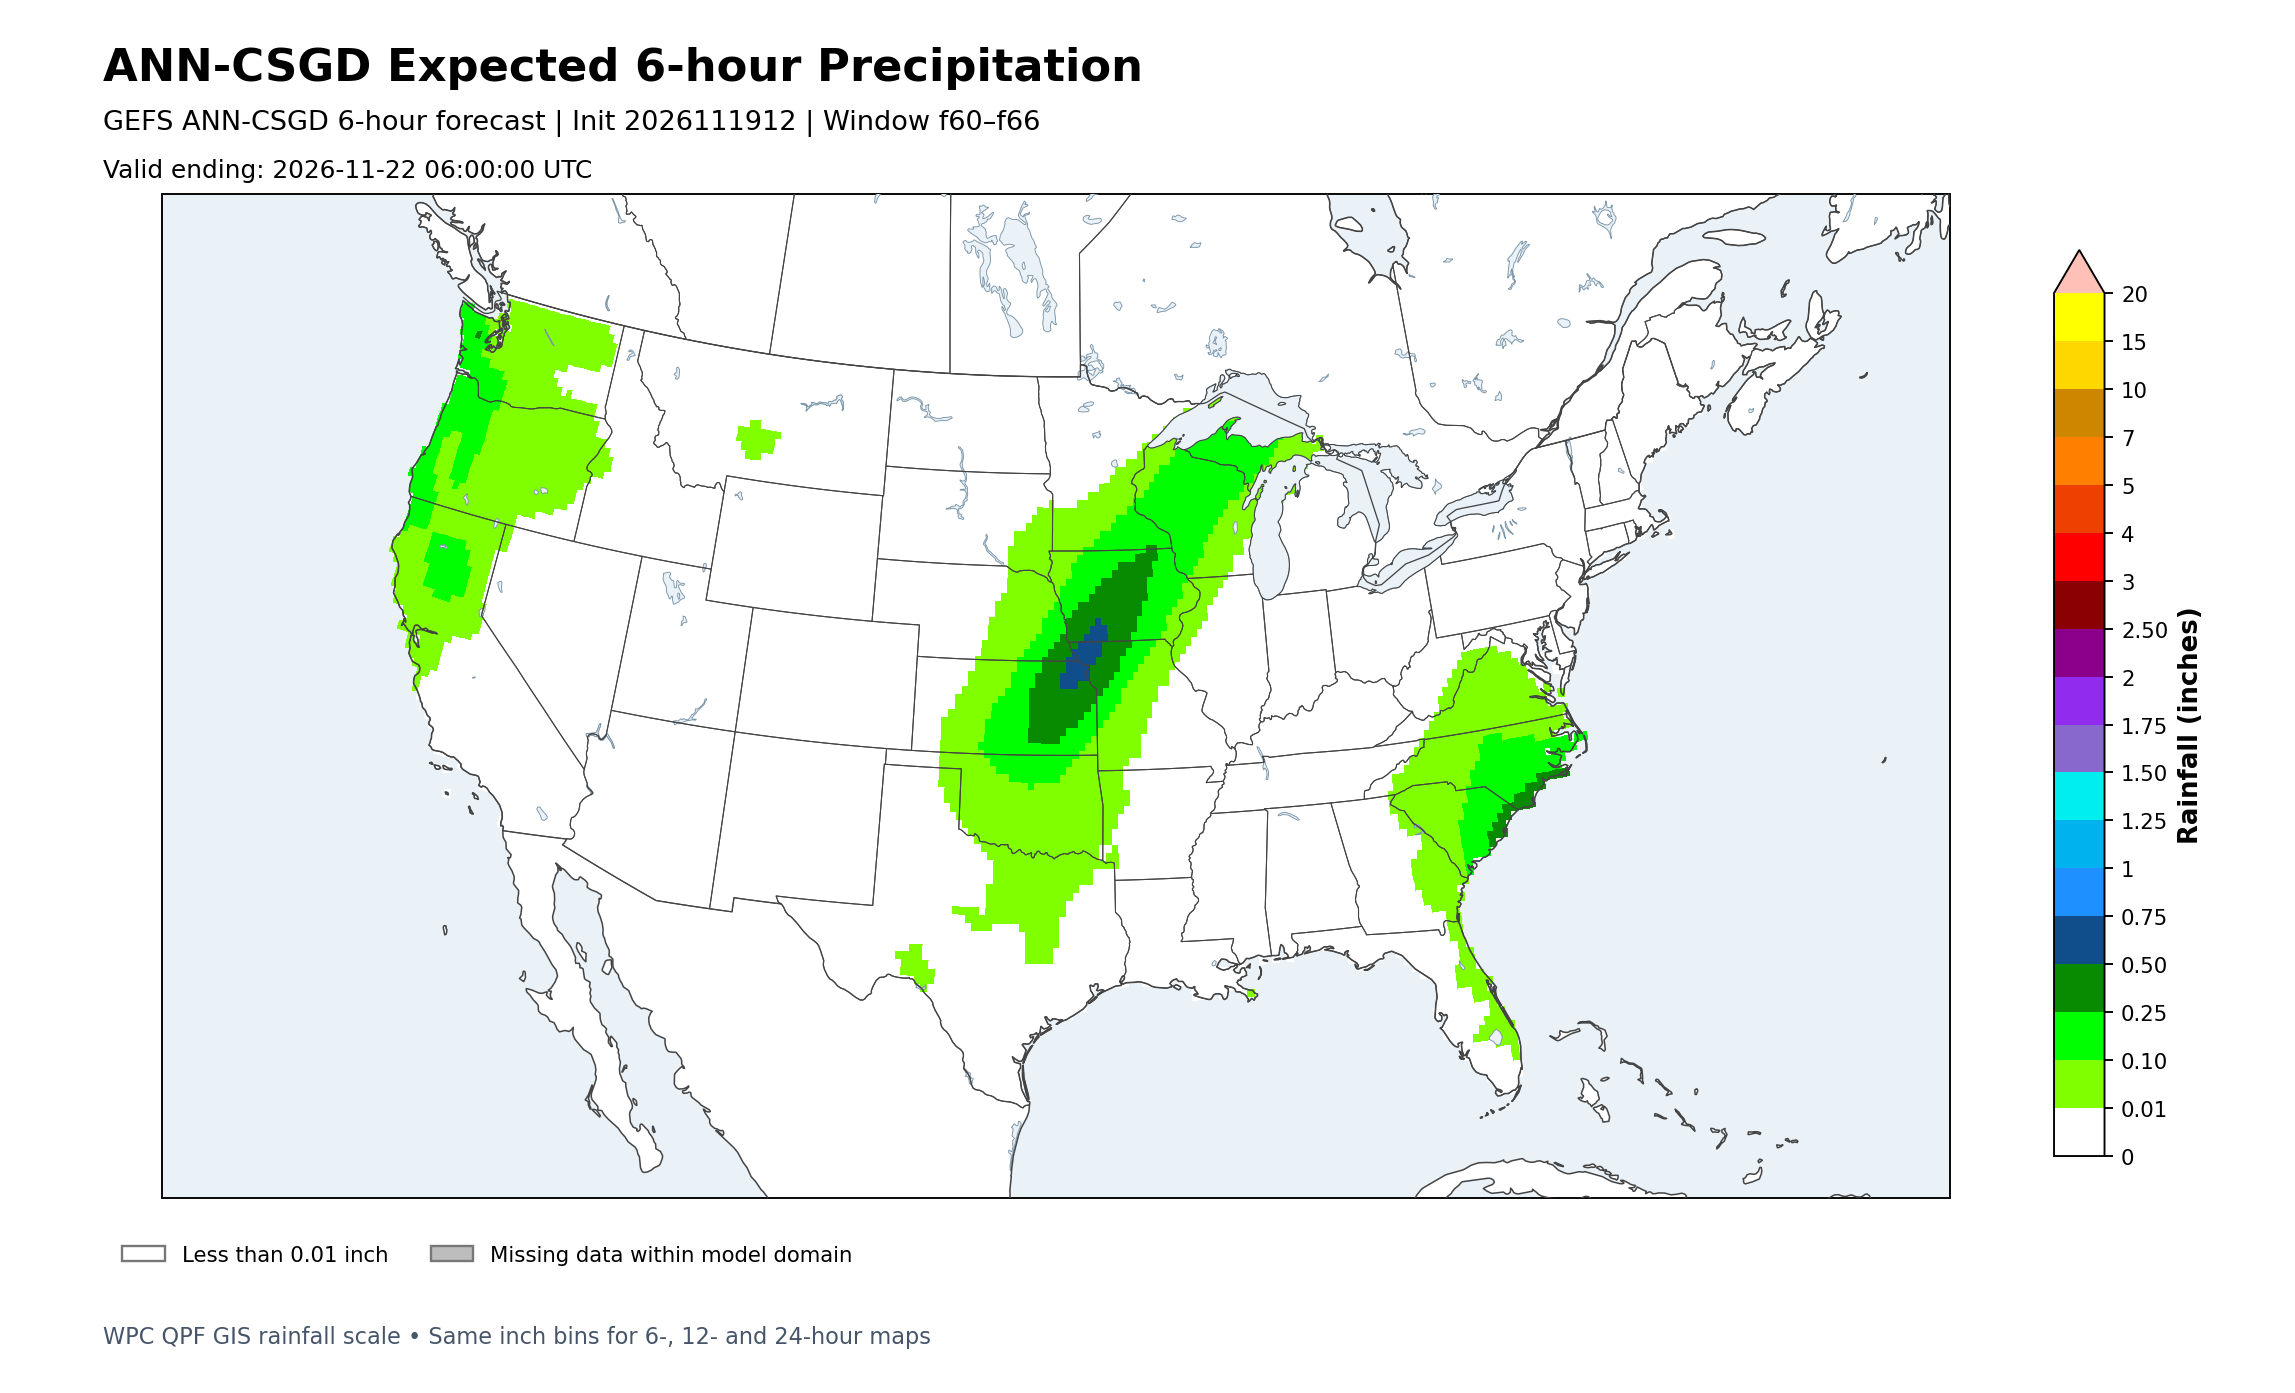 ANN-CSGD Expected 6-hour Precipitation
GEFS ANN-CSGD 6-hour forecast | Init 2026111912 | Window f60–f66
Valid ending: 2026-11-22 06:00:00 UTC
20
15
10
7
5
4
3
2.50
2
1.75
1.50
1.25
1
0.75
0.50
0.25
0.10
0.01
0
Rainfall (inches)
Less than 0.01 inch
Missing data within model domain
WPC QPF GIS rainfall scale • Same inch bins for 6-, 12- and 24-hour maps